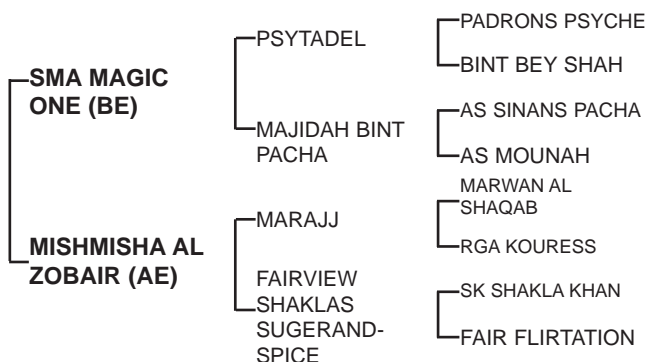 SMA MAGIC
ONE (BE)
PSYTADEL
PADRONS PSYCHE
BINT BEY SHAH
MAJIDAH BINT
PACHA
AS SINANS PACHA
AS MOUNAH
MISHMISHA AL
ZOBAIR (AE)
MARAJJ
MARWAN AL
SHAQAB
RGA KOURESS
FAIRVIEW
SHAKLAS
SUGERAND-
SPICE
SK SHAKLA KHAN
FAIR FLIRTATION